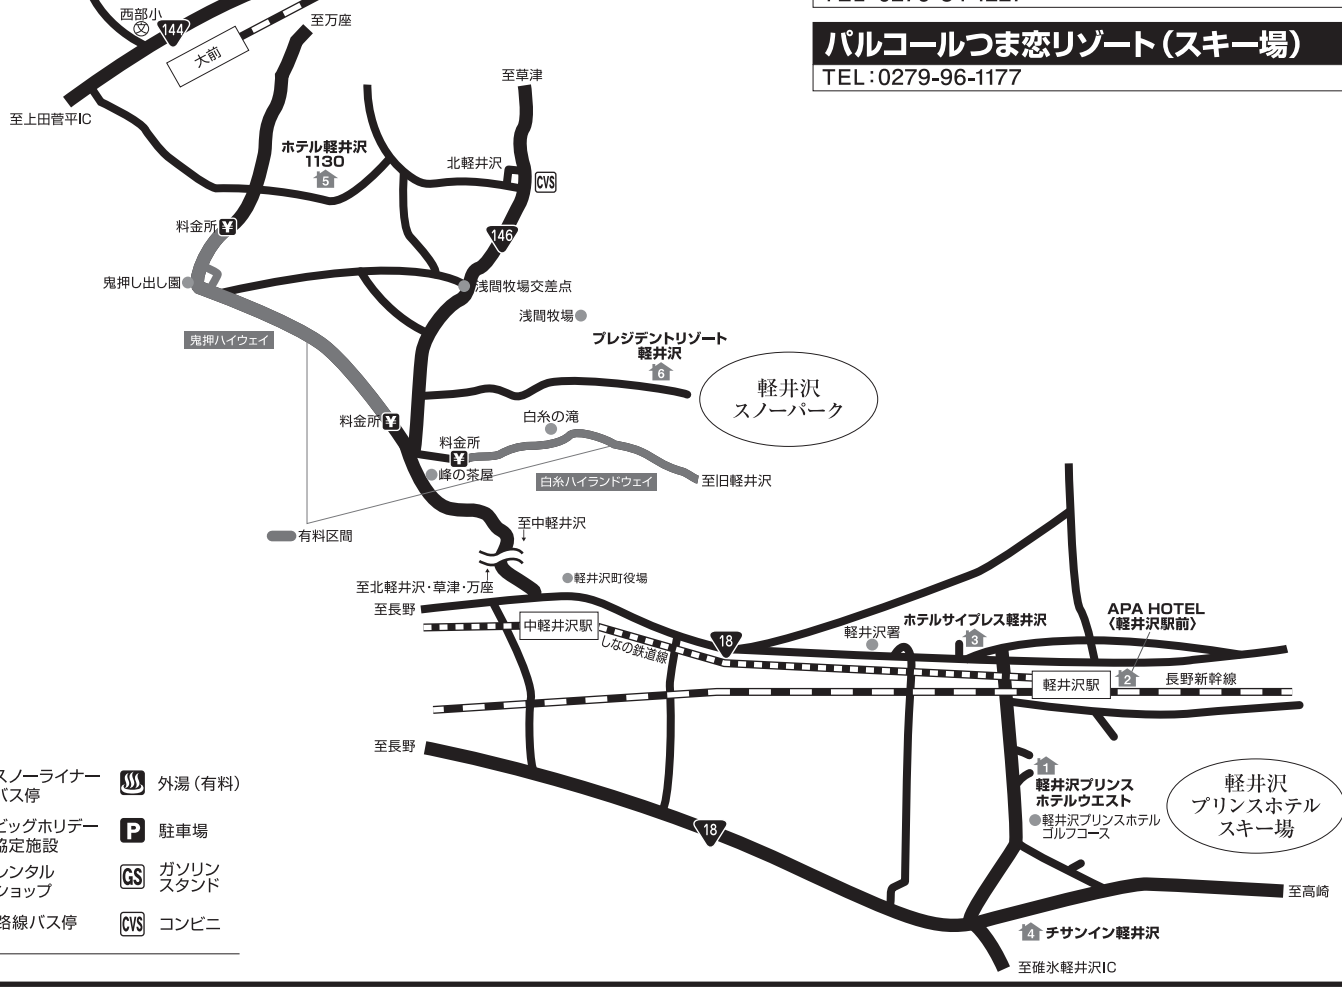 西部小
文
144
至万座
大前
至上田菅平IC
パルコールつま恋リゾート（スキー場）
TEL：0279-96-1177
至草津
ホテル軽井沢
1130
5
北軽井沢
CVS
146
料金所
¥
鬼押し出し園
浅間牧場交差点
浅間牧場
鬼押ハイウェイ
プレジデントリゾート
軽井沢
6
軽井沢
スノーパーク
料金所
¥
白糸の滝
料金所
¥
峰の茶屋
白糸ハイランドウェイ
至旧軽井沢
有料区間
至中軽井沢
至北軽井沢・草津・万座
軽井沢町役場
至長野
中軽井沢駅
しなの鉄道線
18
軽井沢署
ホテルサイプレス軽井沢
3
APA HOTEL
〈軽井沢駅前〉
軽井沢駅
2
長野新幹線
至長野
18
1
軽井沢プリンス
ホテルウエスト
軽井沢プリンスホテル
ゴルフコース
軽井沢
プリンスホテル
スキー場
至高崎
4
チサンイン軽井沢
至碓氷軽井沢IC
スノーライナー
バス停
外湯（有料）
ビッグホリデー
協定施設
P
駐車場
レンタル
ショップ
GS
ガソリン
スタンド
路線バス停
CVS
コンビニ